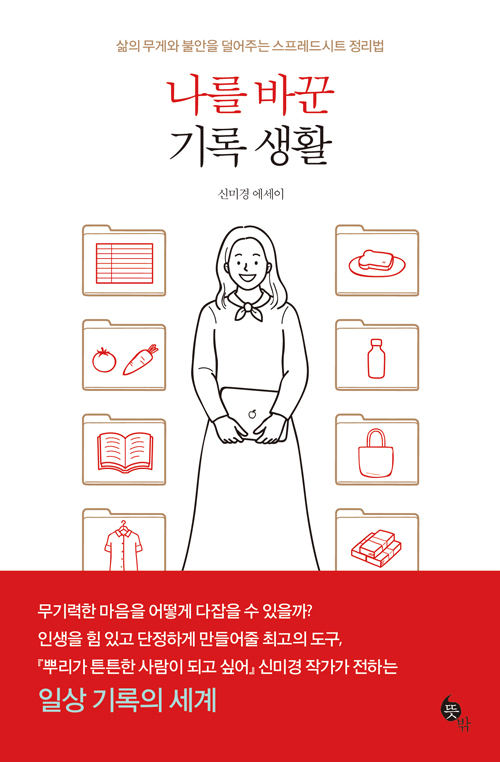 삶의 무게와 불안을 덜어주는 스프레드시트 정리법
나를 바꾼
기록 생활
신미경 에세이
무기력한 마음을 어떻게 다잡을 수 있을까?
인생을 힘 있고 단정하게 만들어줄 최고의 도구,
『뿌리가 튼튼한 사람이 되고 싶어』 신미경 작가가 전하는
일상 기록의 세계
뜻밖